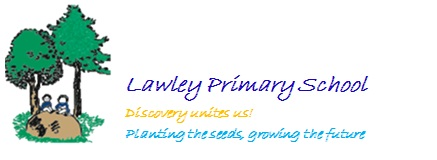 Lawley Primary School
Discovery unites us!
Planting the seeds, growing the future